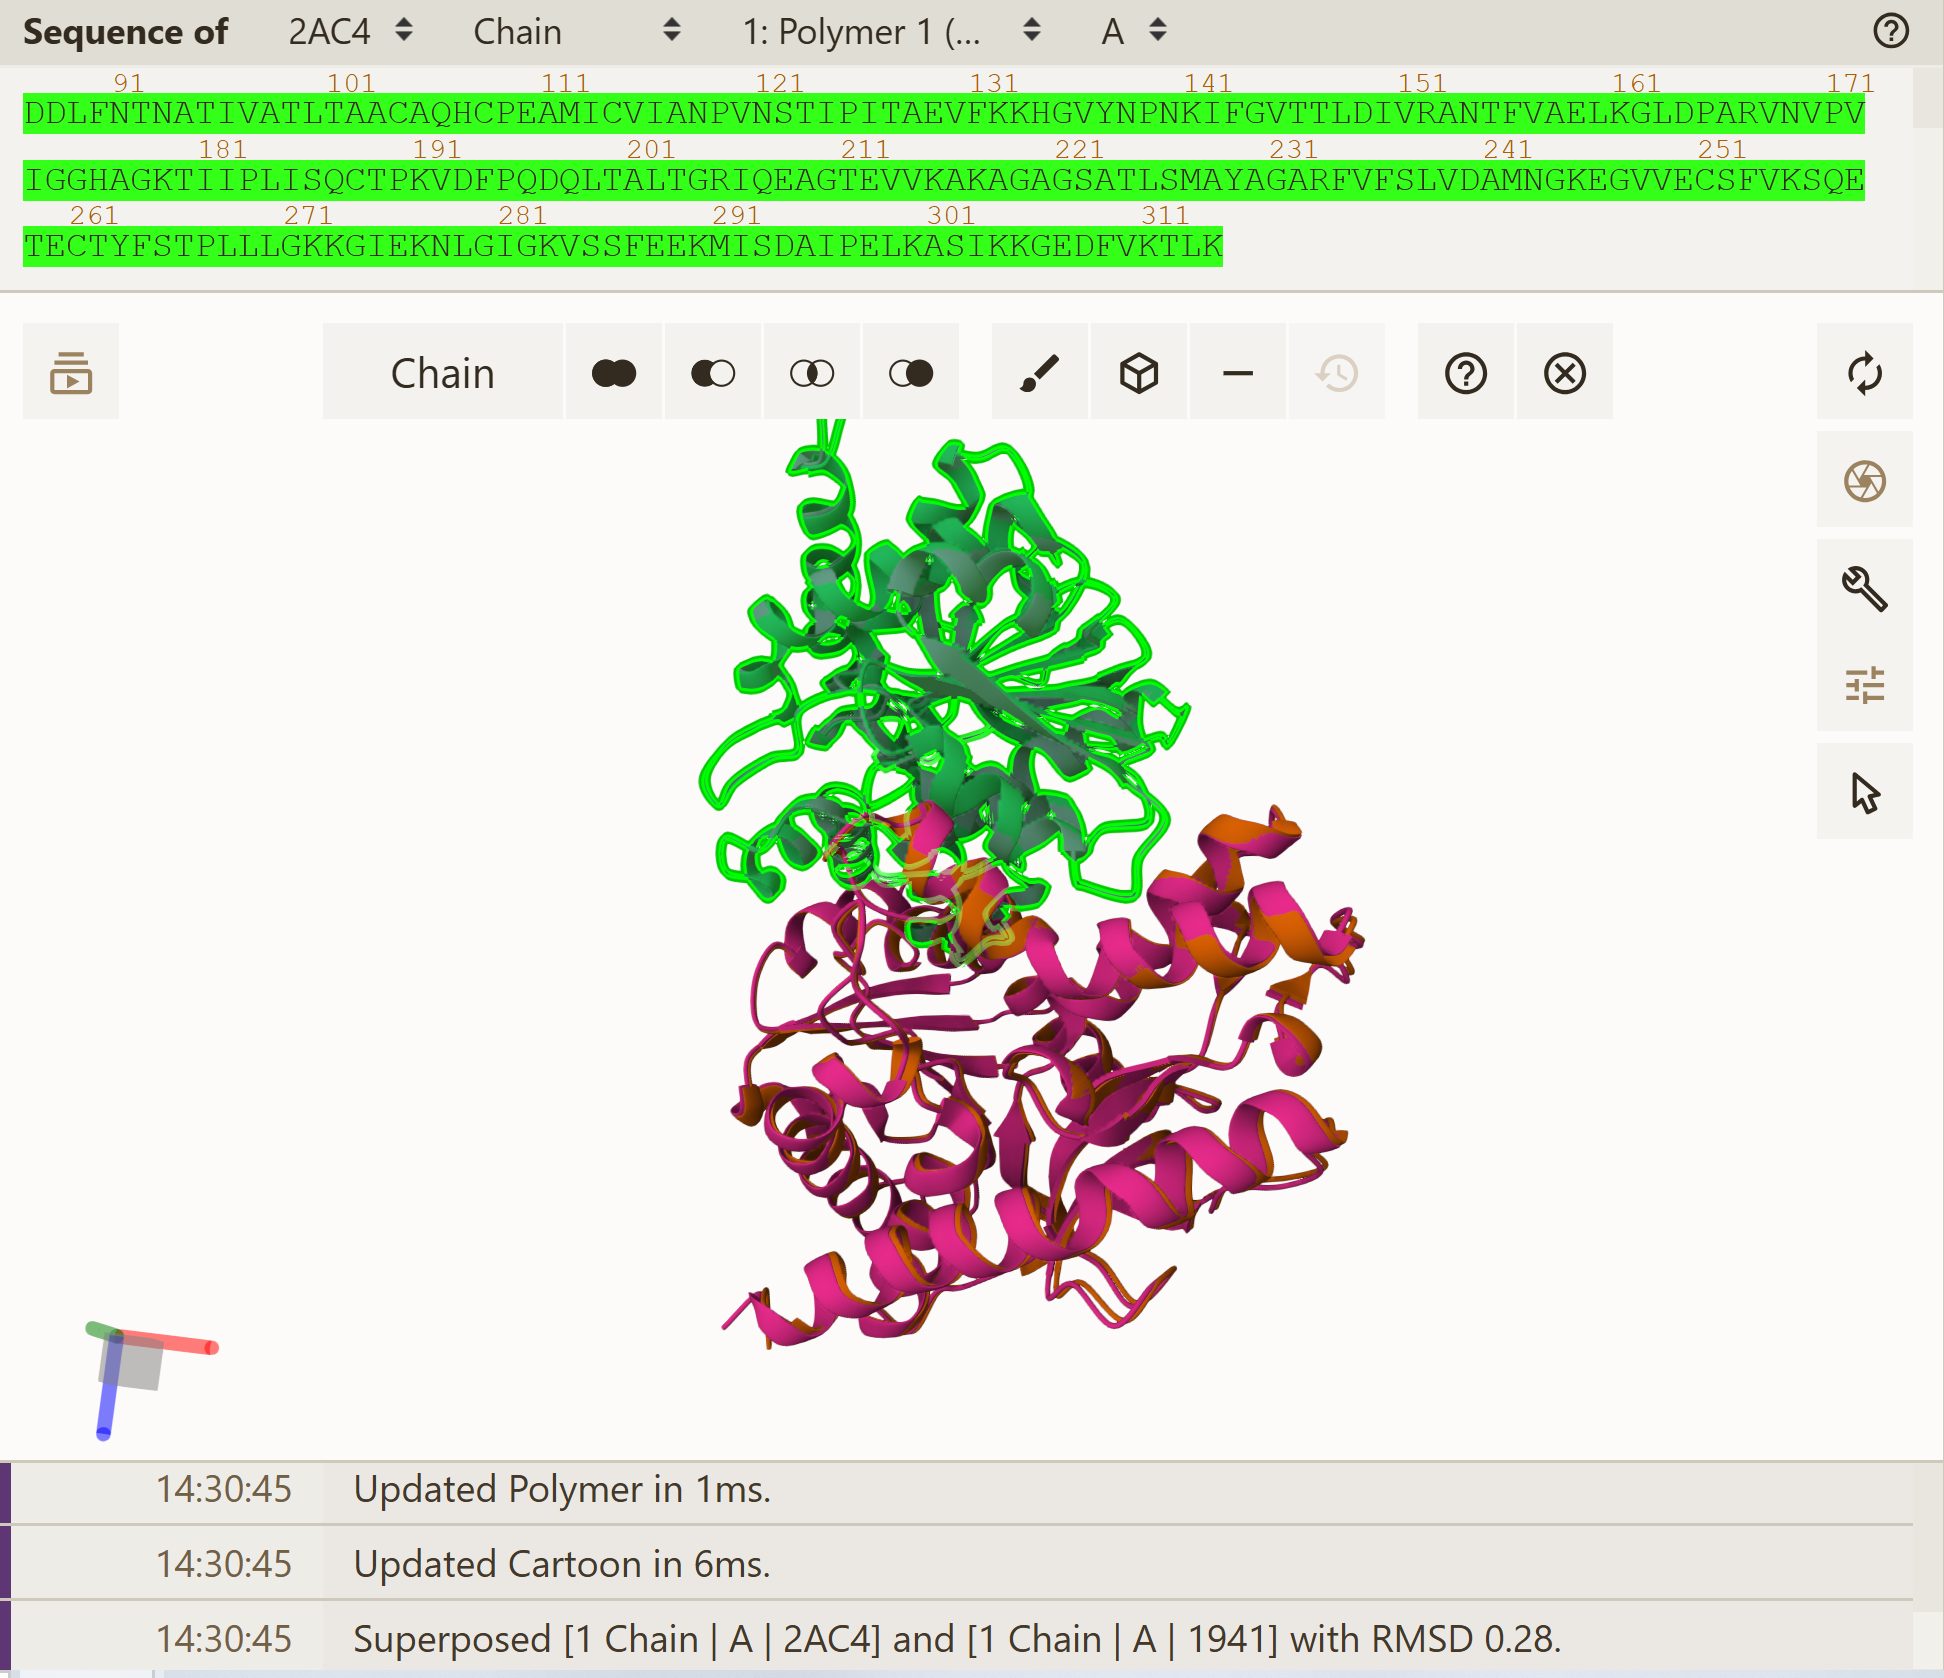 Sequence of 2AC4 Chain 1: Polymer 1 (... A
91 101 111 121 131 141 151 161 171
DDLFNTNATIVATLTAACAQHCPEAMICVIANPVNSTIPITAEVFKKHGVYNPNKIFGVTTLDIVRANTFVAELKGLDPARVNVPV
181 191 201 211 221 231 241 251
IGGHAGKTIIPLISQCTPKVDFPQDQLTALTGRIQEAGTEVVKAKAGAGSATLSMAYAGARFVFSLVDAMNGKEGVVECSFVKSQE
261 271 281 291 301 311
TECTYFSTPLLLGKKGIEKNLGIGKVSSFEEKMISDAIPELKASIKKGEDFVKTLK
Chain
14:30:45 Updated Polymer in 1ms.
14:30:45 Updated Cartoon in 6ms.
14:30:45 Superposed [1 Chain | A | 2AC4] and [1 Chain | A | 1941] with RMSD 0.28.